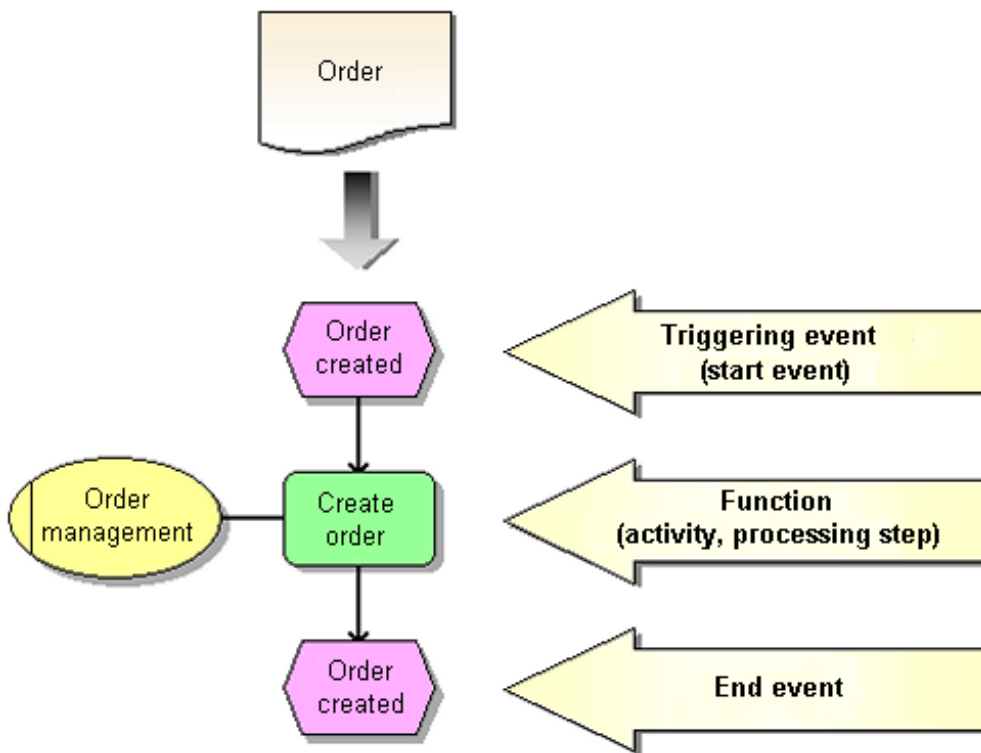 Order
Order
created
Triggering event
(start event)
Order
management
Create
order
Function
(activity, processing step)
Order
created
End event